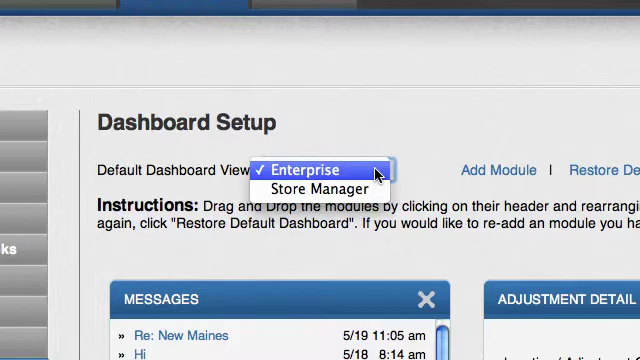 Dashboard Setup
Default Dashboard View ✓ Enterprise Add Module | Restore De
Store Manager
Instructions: Drag and Drop the modules by clicking on their header and rearrangin
again, click "Restore Default Dashboard". If you would like to re-add an module you ha
ks
MESSAGES
ADJUSTMENT DETAIL
» Re: New Maines 5/19 11:05 am
» Hi 5/18 8:14 am